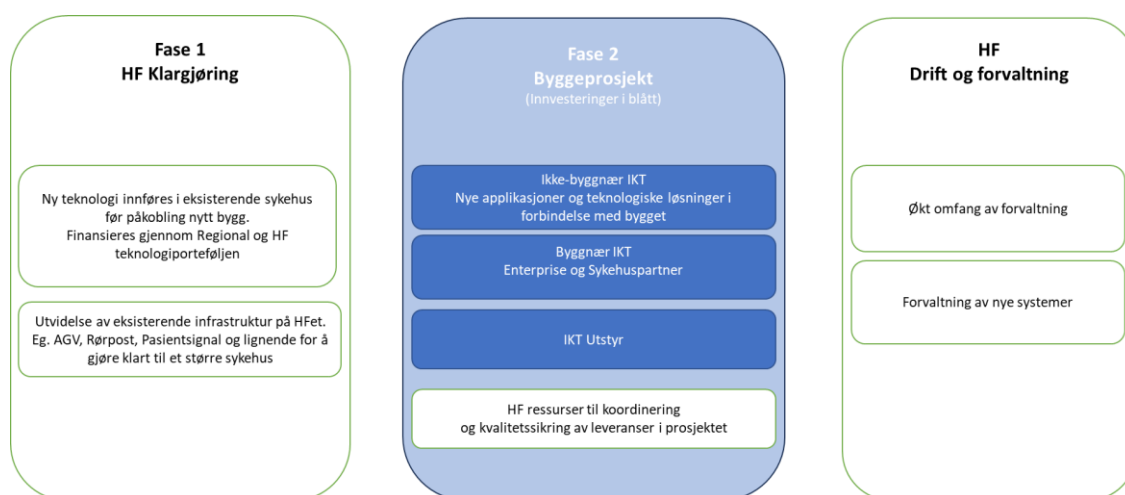 Fase 1
HF Klargjøring
Ny teknologi innføres i eksisterende sykehus
før påkobling nytt bygg.
Finansieres gjennom Regional og HF
teknologiporteføljen
Utvidelse av eksisterende infrastruktur på HFet.
Eg. AGV, Rørpost, Pasientsignal og lignende for å
gjøre klart til et større sykehus
Fase 2
Byggeprosjekt
(Innvesteringer i blått)
Ikke-byggnær IKT
Nye applikasjoner og teknologiske løsninger i
forbindelse med bygget
Byggnær IKT
Enterprise og Sykehuspartner
IKT Utstyr
HF ressurser til koordinering
og kvalitetssikring av leveranser i prosjektet
HF
Drift og forvaltning
Økt omfang av forvaltning
Forvaltning av nye systemer